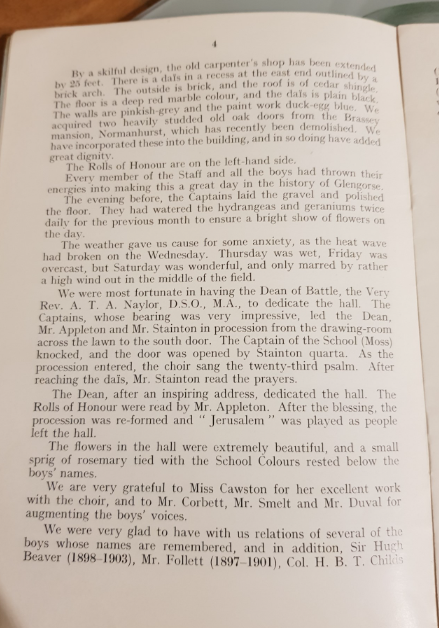 4
By a skilful design, the old carpenter's shop has been extended
by 25 feet. There is a daïs in a recess at the east end outlined by a
brick arch. The outside is brick, and the roof is of cedar shingle.
The floor is a deep red marble colour, and the daïs is plain black.
The walls are pinkish-grey and the paint work duck-egg blue. We
acquired two heavily studded old oak doors from the Brassey
mansion, Normanhurst, which has recently been demolished. We
have incorporated these into the building, and in so doing have added
great dignity.
The Rolls of Honour are on the left-hand side.
Every member of the Staff and all the boys had thrown their
energies into making this a great day in the history of Glengorse.
The evening before, the Captains laid the gravel and polished
the floor. They had watered the hydrangeas and geraniums twice
daily for the previous month to ensure a bright show of flowers on
the day.
The weather gave us cause for some anxiety, as the heat wave
had broken on the Wednesday. Thursday was wet, Friday was
overcast, but Saturday was wonderful, and only marred by rather
a high wind out in the middle of the field.
We were most fortunate in having the Dean of Battle, the Very
Rev. A. T. A. Naylor, D.S.O., M.A., to dedicate the hall. The
Captains, whose bearing was very impressive, led the Dean,
Mr. Appleton and Mr. Stainton in procession from the drawing-room
across the lawn to the south door. The Captain of the School (Moss)
knocked, and the door was opened by Stainton quarta. As the
procession entered, the choir sang the twenty-third psalm. After
reaching the daïs, Mr. Stainton read the prayers.
The Dean, after an inspiring address, dedicated the hall. The
Rolls of Honour were read by Mr. Appleton. After the blessing, the
procession was re-formed and " Jerusalem " was played as people
left the hall.
The flowers in the hall were extremely beautiful, and a small
sprig of rosemary tied with the School Colours rested below the
boys' names.
We are very grateful to Miss Cawston for her excellent work
with the choir, and to Mr. Corbett, Mr. Smelt and Mr. Duval for
augmenting the boys' voices.
We were very glad to have with us relations of several of the
boys whose names are remembered, and in addition, Sir Hugh
Beaver (1898-1903), Mr. Follett (1897-1901), Col. H. B. T. Childs